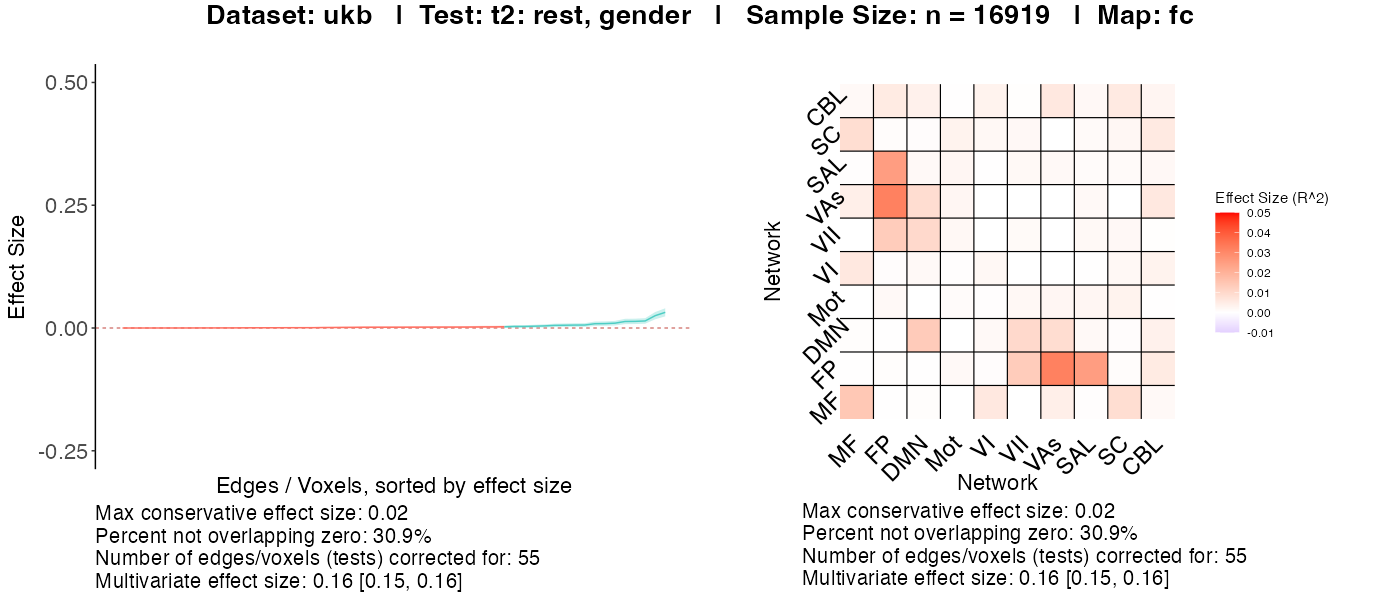 Dataset: ukb | Test: t2: rest, gender | Sample Size: n = 16919 | Map: fc
0.50
0.25
0.00
-0.25
Effect Size
Edges / Voxels, sorted by effect size
Max conservative effect size: 0.02
Percent not overlapping zero: 30.9%
Number of edges/voxels (tests) corrected for: 55
Multivariate effect size: 0.16 [0.15, 0.16]
Network
CBL
SC
SAL
VAs
VII
VI
Mot
DMN
FP
MF
MF
FP
DMN
Mot
VI
VII
VAs
SAL
SC
CBL
Network
Effect Size (R^2)
0.05
0.04
0.03
0.02
0.01
0.00
-0.01
Max conservative effect size: 0.02
Percent not overlapping zero: 30.9%
Number of edges/voxels (tests) corrected for: 55
Multivariate effect size: 0.16 [0.15, 0.16]